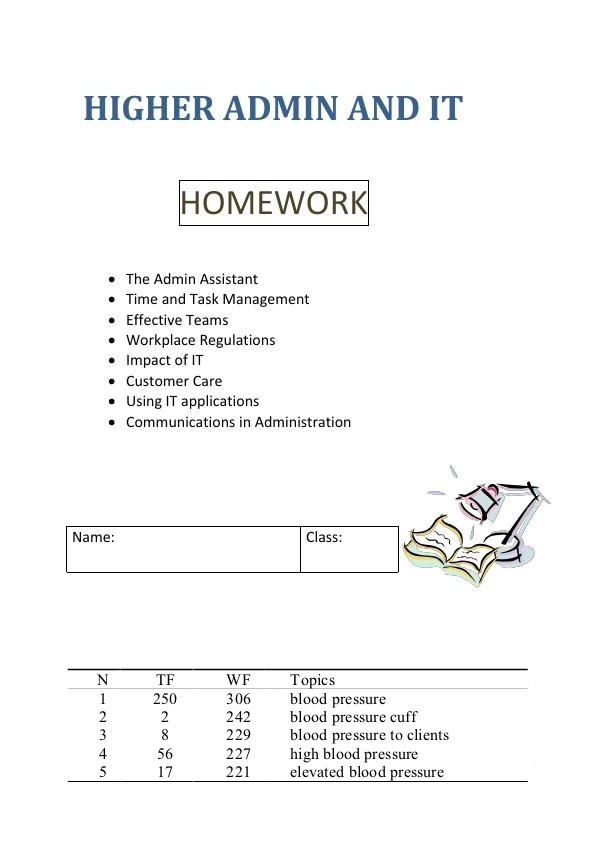 HIGHER ADMIN AND IT
HOMEWORK
• The Admin Assistant
• Time and Task Management
• Effective Teams
• Workplace Regulations
• Impact of IT
• Customer Care
• Using IT applications
• Communications in Administration
Name: Class:
N TF WF Topics
1 250 306 blood pressure
2 2 242 blood pressure cuff
3 8 229 blood pressure to clients
4 56 227 high blood pressure
5 17 221 elevated blood pressure